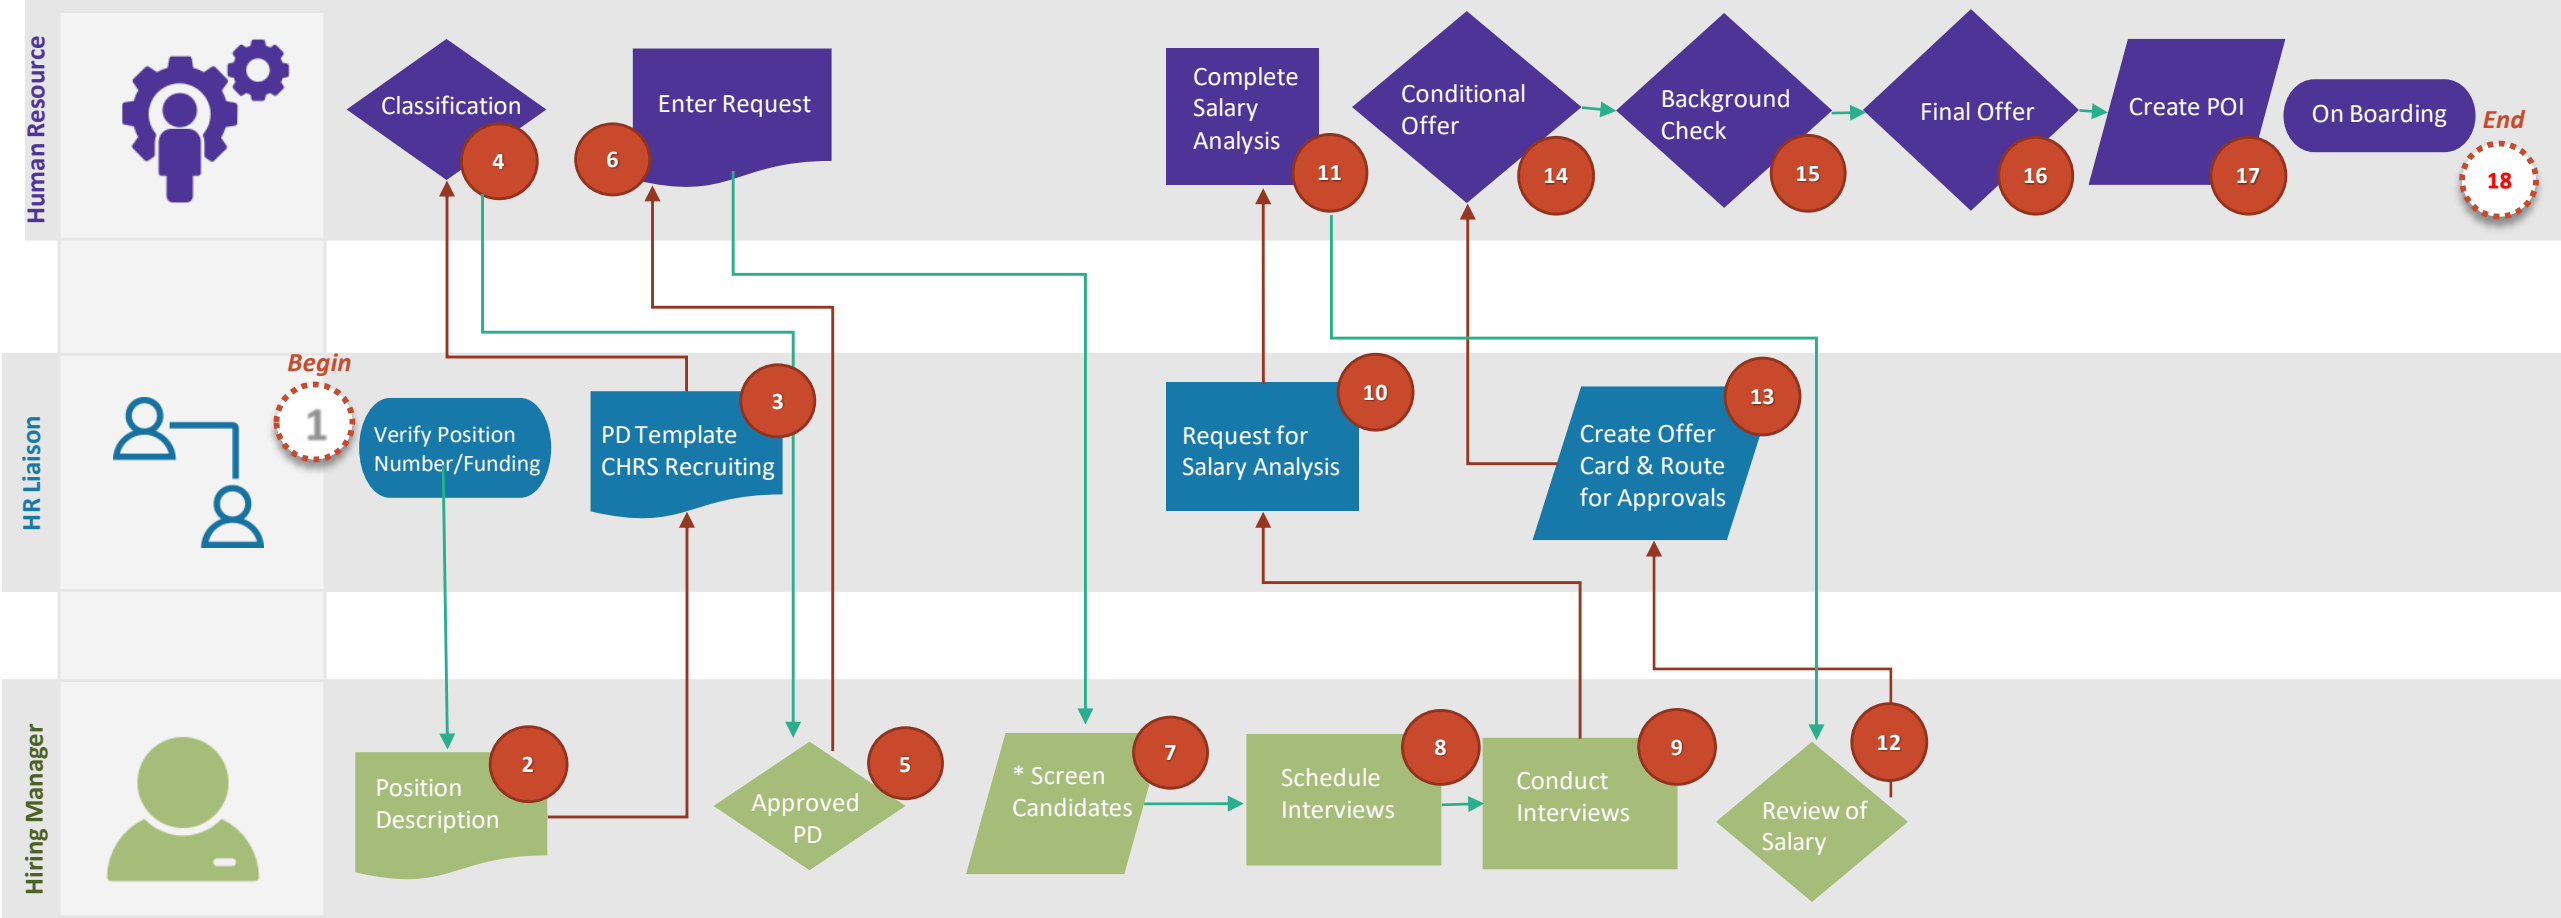 Human Resource
Classification
4
6
Enter Request
Complete
Salary
Analysis
11
Conditional
Offer
14
Background
Check
15
Final Offer
16
Create POI
17
On Boarding
End
18
HR Liaison
Begin
1
Verify Position
Number/Funding
PD Template
CHRS Recruiting
3
Request for
Salary Analysis
10
Create Offer
Card & Route
for Approvals
13
Hiring Manager
Position
Description
2
Approved
PD
5
* Screen
Candidates
7
Schedule
Interviews
8
Conduct
Interviews
9
Review of
Salary
12